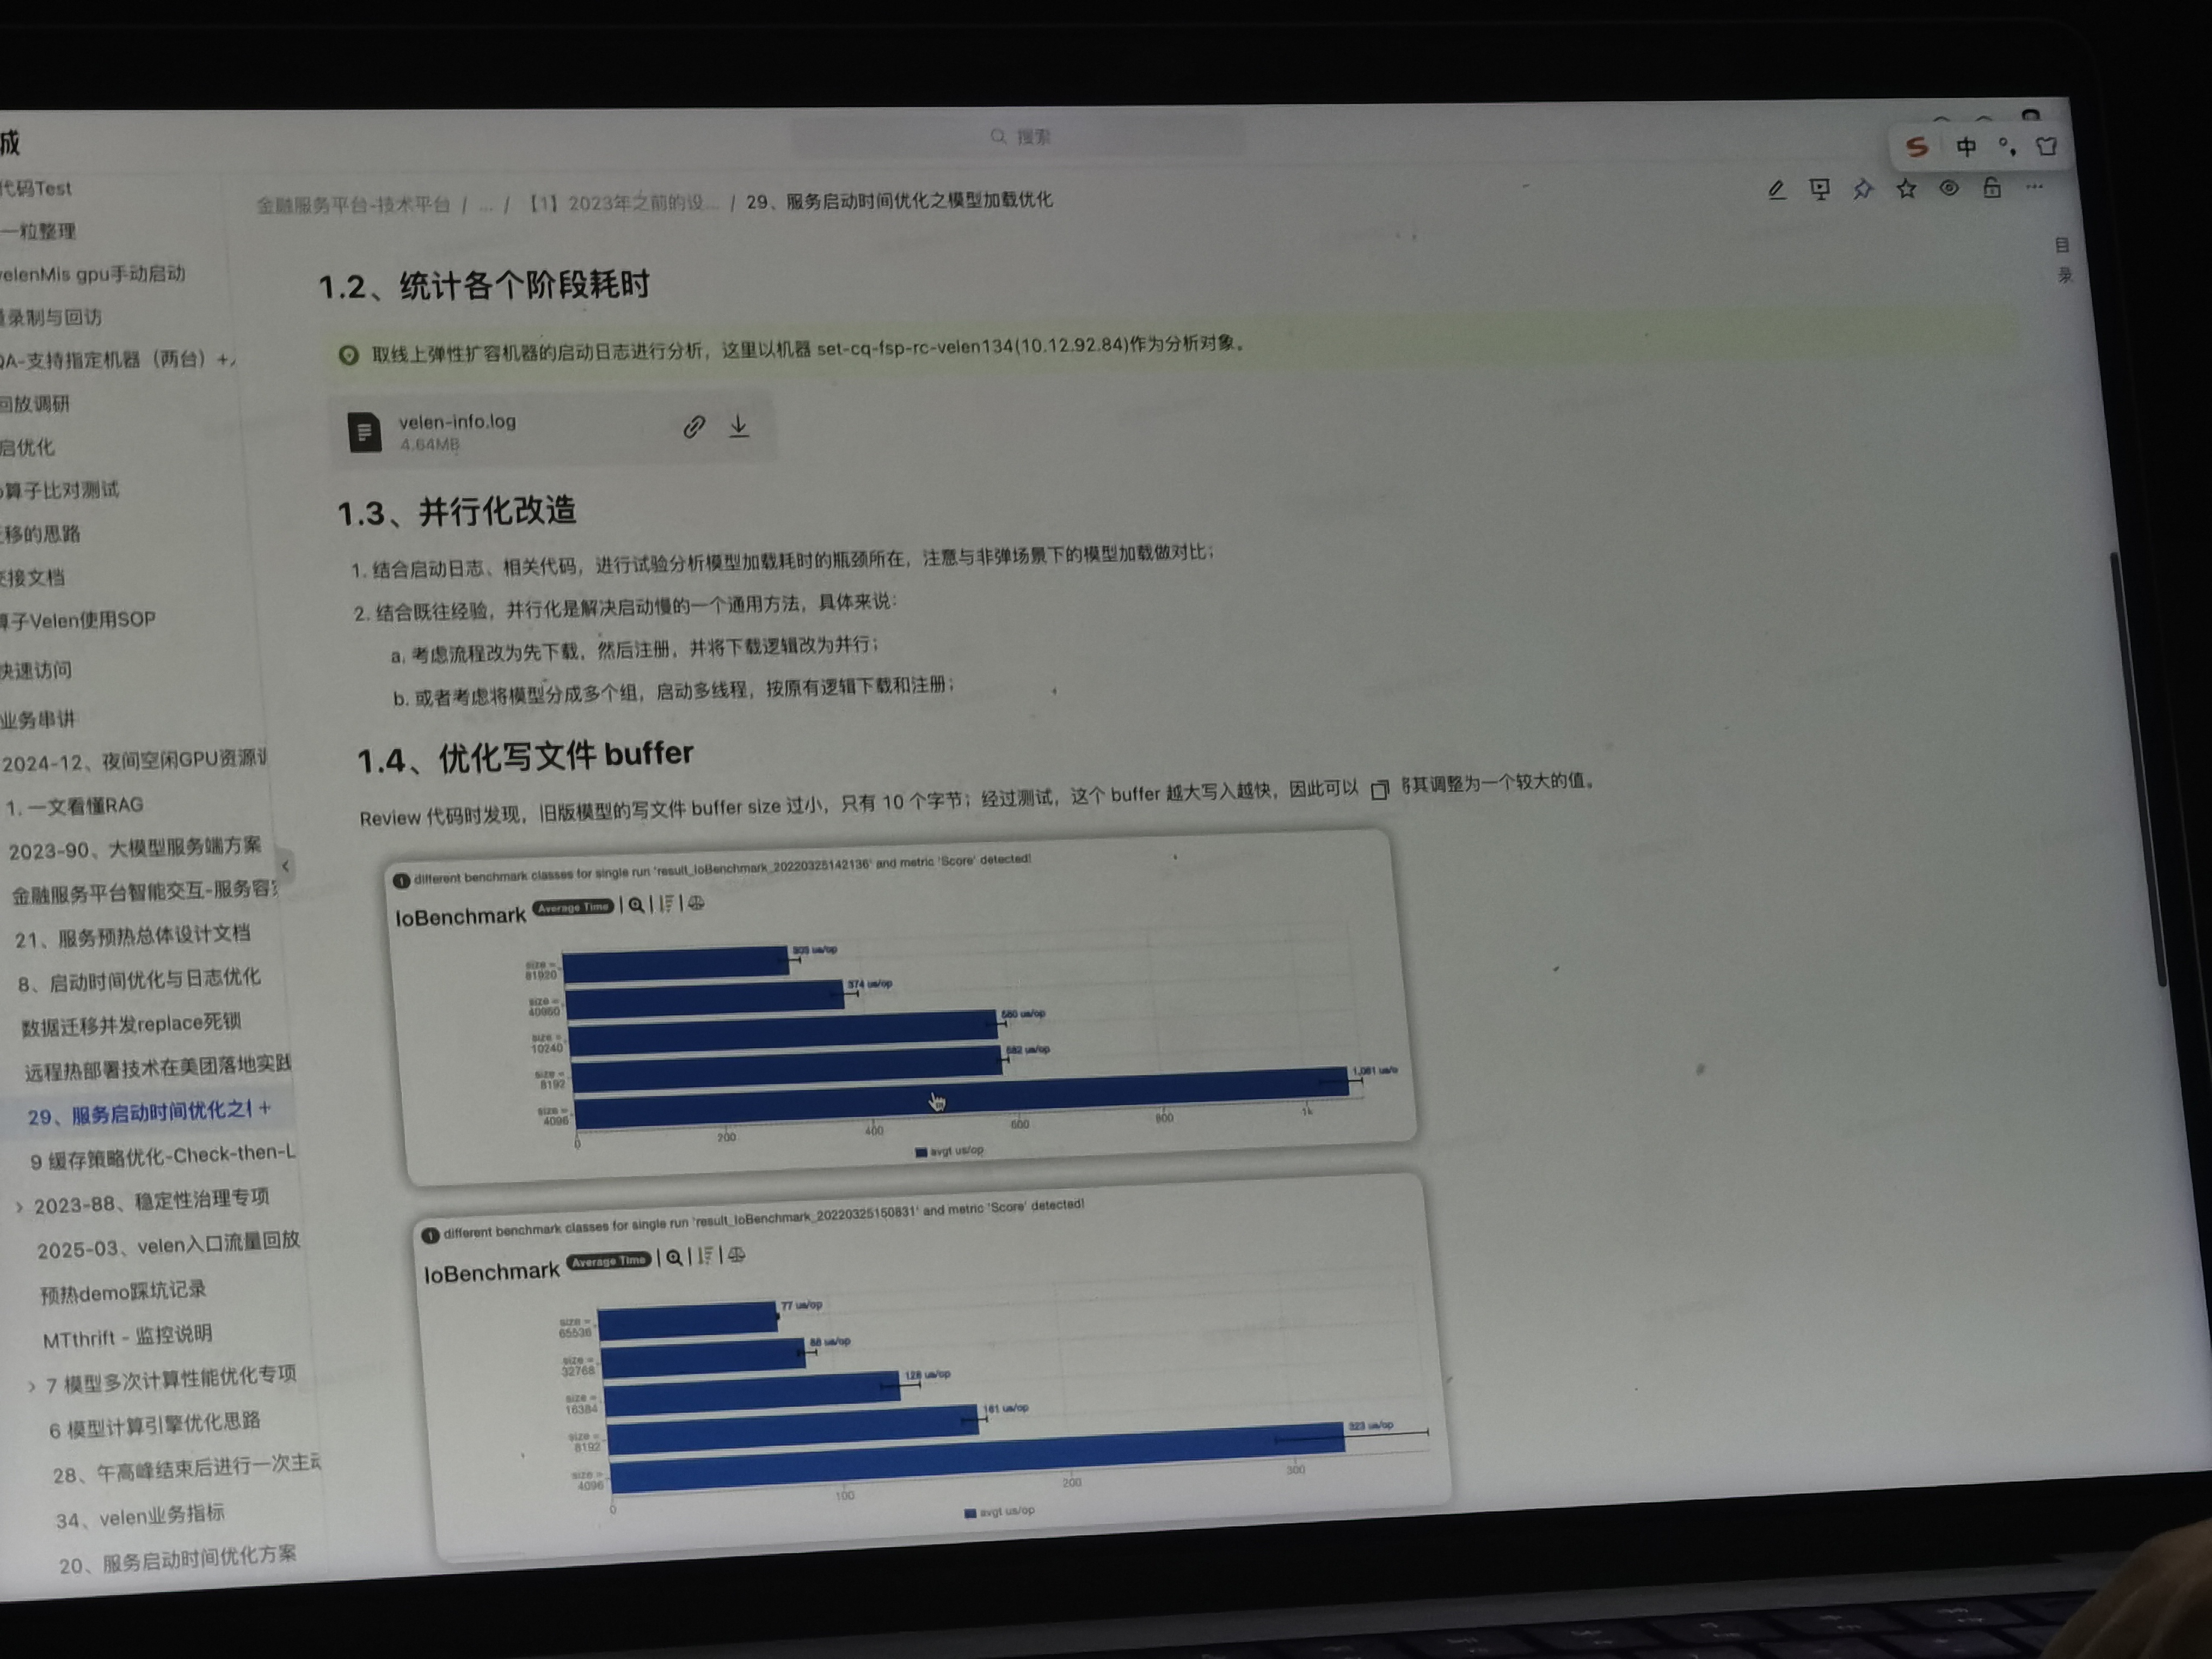 成
搜索
中
代码Test
一粒整理
velenMis gpu手动启动
录制与回访
QA-支持指定机器（两台）+
回放调研
启优化
算子比对测试
迁移的思路
交接文档
算子Velen使用SOP
快速访问
业务串讲
2024-12、夜间空闲GPU资源
1. 一文看懂RAG
2023-90、大模型服务端方案
金融服务平台智能交互-服务容
21、服务预热总体设计文档
8、启动时间优化与日志优化
数据迁移并发replace死锁
远程热部署技术在美团落地实践
29、服务启动时间优化之 +
9 缓存策略优化-Check-then-L
2023-88、稳定性治理专项
2025-03、velen入口流量回放
预热demo踩坑记录
MTthrift - 监控说明
7 模型多次计算性能优化专项
6 模型计算引擎优化思路
28、午高峰结束后进行一次主动
34、velen业务指标
20、服务启动时间优化方案
金融服务平台-技术平台 / ... / 【1】2023年之前的设... / 29、服务启动时间优化之模型加载优化
目
录
1.2、统计各个阶段耗时
取线上弹性扩容机器的启动日志进行分析，这里以机器 set-cq-fsp-rc-velen134(10.12.92.84)作为分析对象。
velen-info.log
4.64MB
1.3、并行化改造
1. 结合启动日志、相关代码，进行试验分析模型加载耗时的瓶颈所在，注意与非弹场景下的模型加载做对比；
2. 结合既往经验，并行化是解决启动慢的一个通用方法，具体来说：
a. 考虑流程改为先下载，然后注册，并将下载逻辑改为并行；
b. 或者考虑将模型分成多个组，启动多线程，按原有逻辑下载和注册；
1.4、优化写文件 buffer
Review 代码时发现，旧版模型的写文件 buffer size 过小，只有 10 个字节；经过测试，这个 buffer 越大写入越快，因此可以 将其调整为一个较大的值。
different benchmark classes for single run 'result_IoBenchmark_20220325142136' and metric 'Score' detected!
IoBenchmark Average Time
size = 81920
374 us/op
size = 40960
580 us/op
size = 10240
582 us/op
size = 8192
1,061 us/o
size = 4096
0 200 400 600 800 1k
avgt us/op
different benchmark classes for single run 'result_IoBenchmark_20220325150831' and metric 'Score' detected!
IoBenchmark Average Time
77 us/op
size = 65536
88 us/op
size = 32768
128 us/op
size = 16384
161 us/op
size = 8192
323 us/op
size = 4096
0 100 200 300
avgt us/op